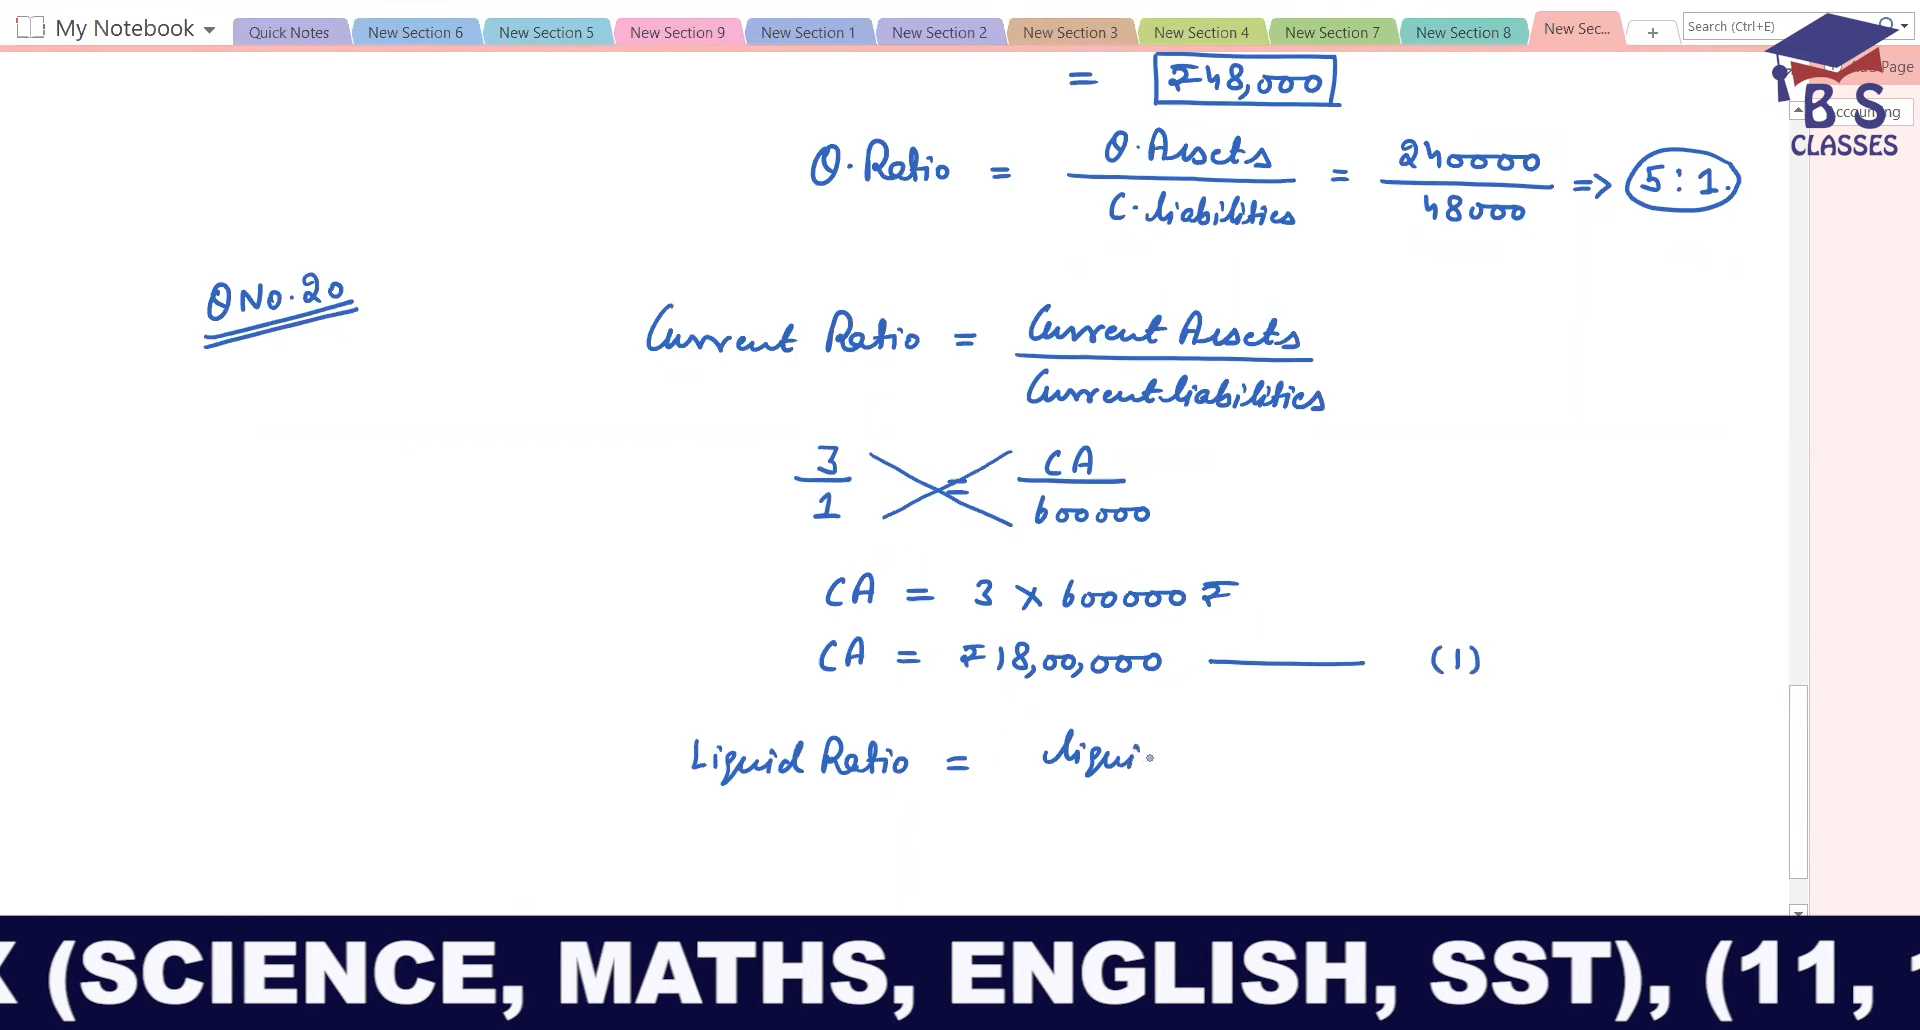 My Notebook
Quick Notes
New Section 6
New Section 5
New Section 9
New Section 1
New Section 2
New Section 3
New Section 4
New Section 7
New Section 8
New Sec...
+
Search (Ctrl+E)
Page
BS
CLASSES
= ₹48,000
Q.Ratio = Q.Assets / C.liabilities = 240000 / 48000 => 5:1.
Q No.20
Current Ratio = Current Assets / Current liabilities
3/1 = CA/600000
CA = 3 × 600000 ₹
CA = ₹18,00,000 ——— (1)
Liquid Ratio = liqui
X (SCIENCE, MATHS, ENGLISH, SST), (11,